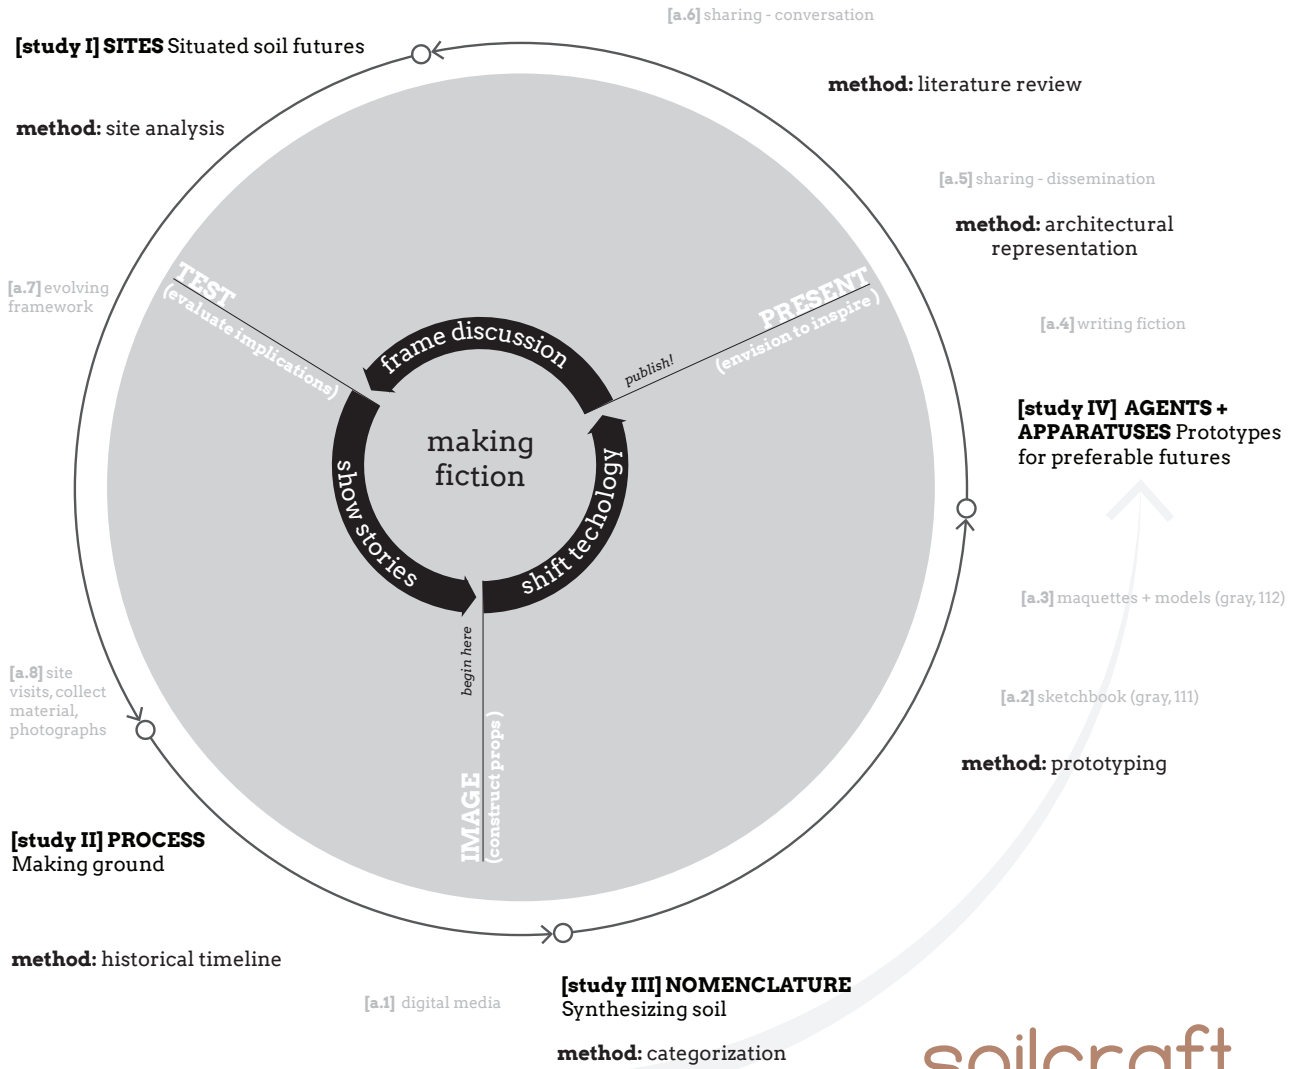 [a.6] sharing - conversation
[study I] SITES Situated soil futures
method: literature review
method: site analysis
[a.5] sharing - dissemination
method: architectural
representation
[a.7] evolving
framework
TEST
(evaluate implications)
PRESENT
(envision to inspire )
publish!
[a.4] writing fiction
frame discussion
making
fiction
show stories
shift techology
[study IV] AGENTS +
APPARATUSES Prototypes
for preferable futures
begin here
IMAGE
(construct props )
[a.3] maquettes + models (gray, 112)
[a.8] site
visits, collect
material,
photographs
[a.2] sketchbook (gray, 111)
method: prototyping
[study II] PROCESS
Making ground
method: historical timeline
[a.1] digital media
[study III] NOMENCLATURE
Synthesizing soil
method: categorization
soilcraft